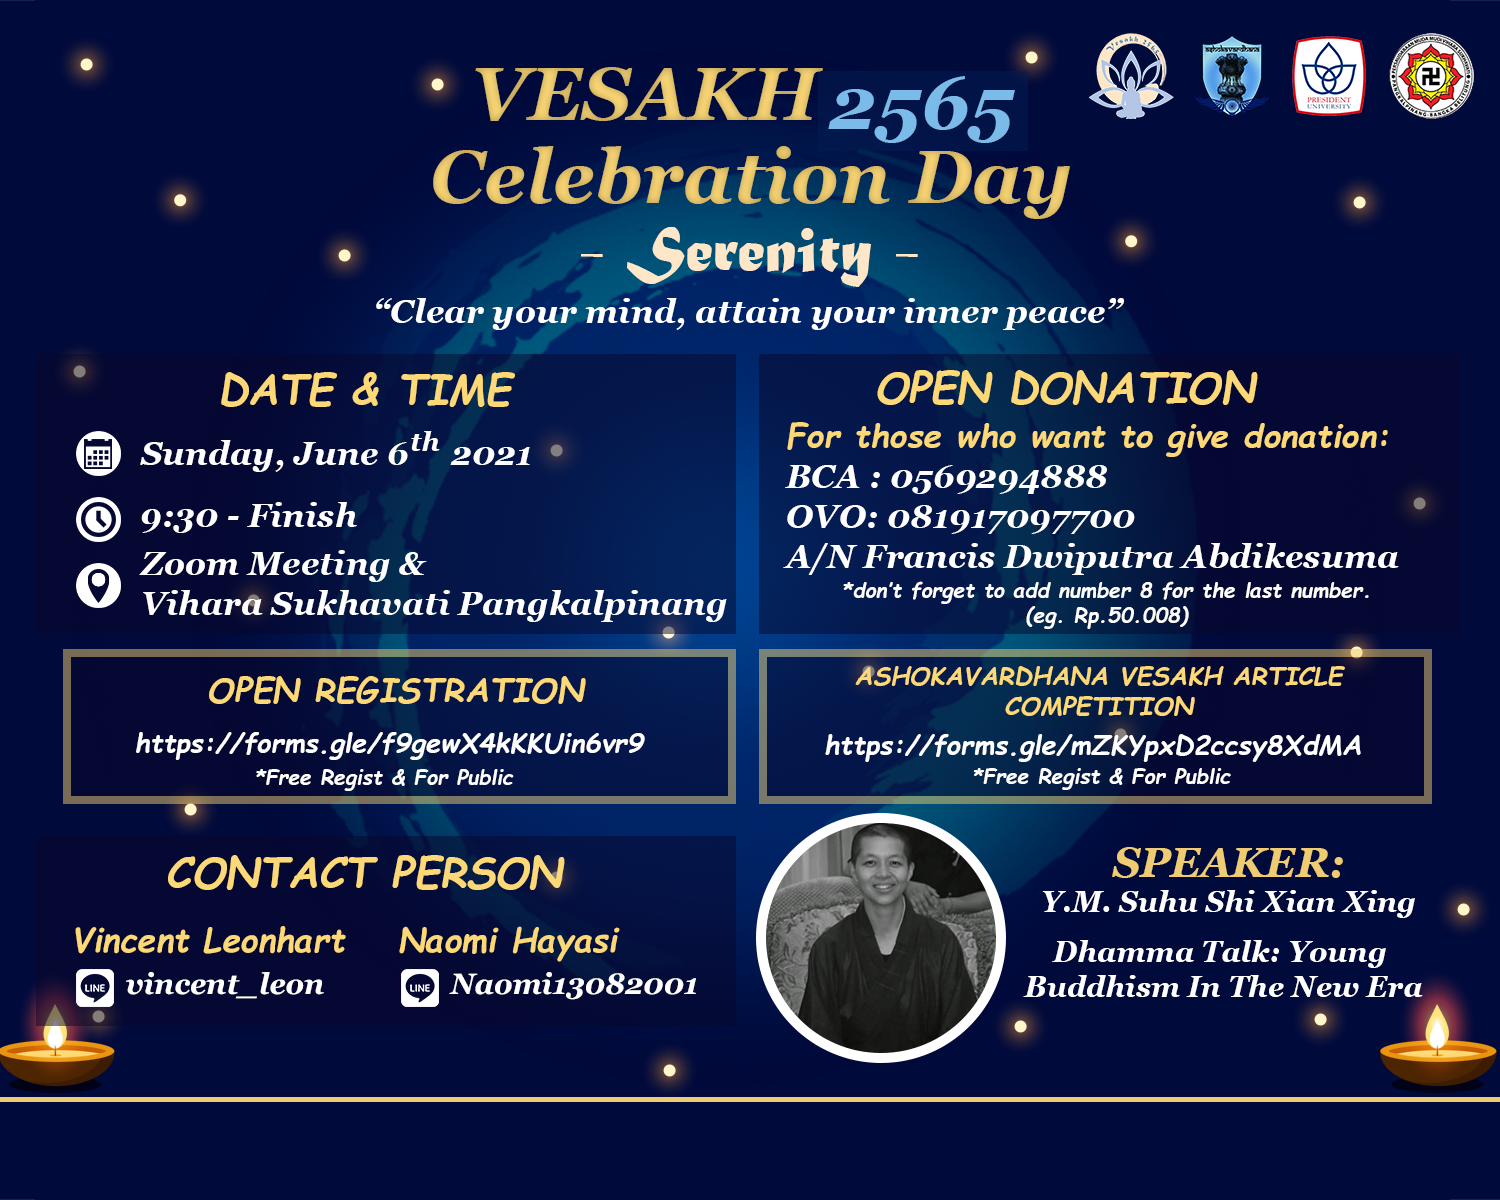 Vesakh 2565
ashokavardhana
PRESIDENT
UNIVERSITY
VESAKH 2565
Celebration Day
- Serenity -
“Clear your mind, attain your inner peace”
DATE & TIME
Sunday, June 6th 2021
9:30 - Finish
Zoom Meeting &
Vihara Sukhavati Pangkalpinang
OPEN DONATION
For those who want to give donation:
BCA : 0569294888
OVO: 081917097700
A/N Francis Dwiputra Abdikesuma
*don't forget to add number 8 for the last number.
(eg. Rp.50.008)
OPEN REGISTRATION
https://forms.gle/f9gewX4kKKUin6vr9
*Free Regist & For Public
ASHOKAVARDHANA VESAKH ARTICLE
COMPETITION
https://forms.gle/mZKYpxD2ccsy8XdMA
*Free Regist & For Public
CONTACT PERSON
Vincent Leonhart
LINE vincent_leon
Naomi Hayasi
LINE Naomi13082001
SPEAKER:
Y.M. Suhu Shi Xian Xing
Dhamma Talk: Young
Buddhism In The New Era